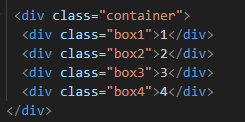 <div class="container">
<div class="box1">1</div>
<div class="box2">2</div>
<div class="box3">3</div>
<div class="box4">4</div>
</div>